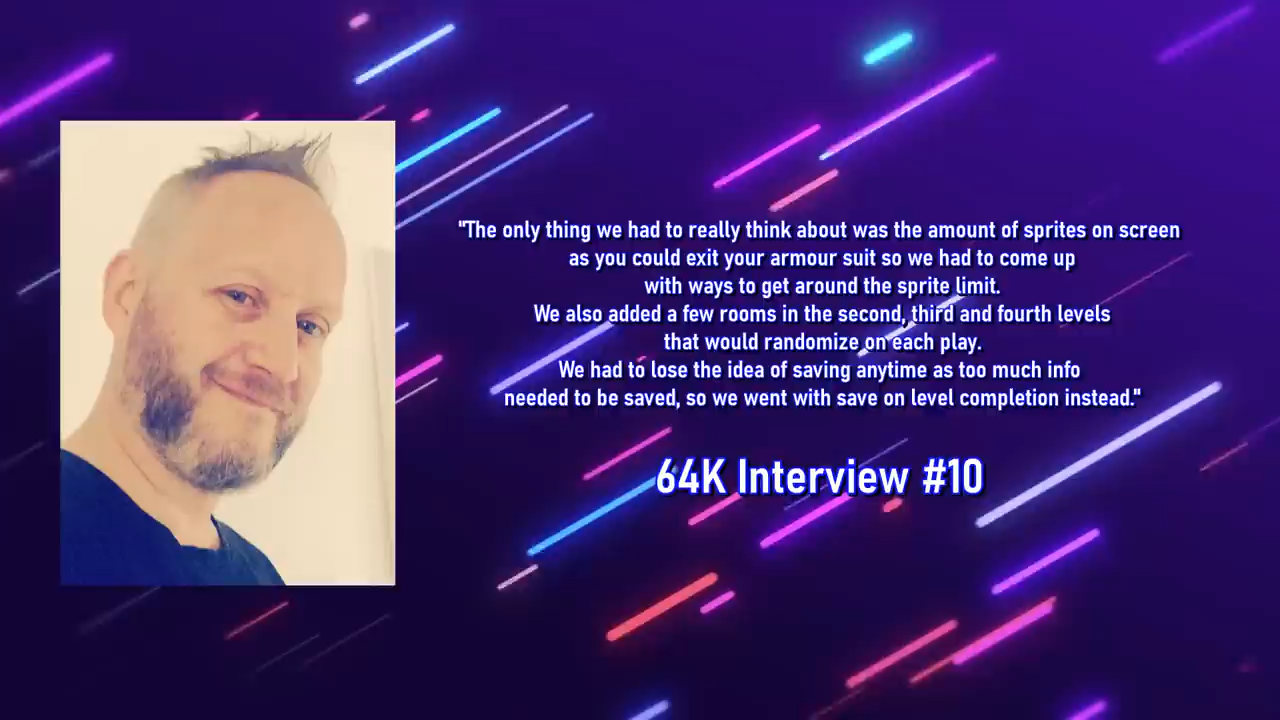 "The only thing we had to really think about was the amount of sprites on screen
as you could exit your armour suit so we had to come up
with ways to get around the sprite limit.
We also added a few rooms in the second, third and fourth levels
that would randomize on each play.
We had to lose the idea of saving anytime as too much info
needed to be saved, so we went with save on level completion instead."
64K Interview #10